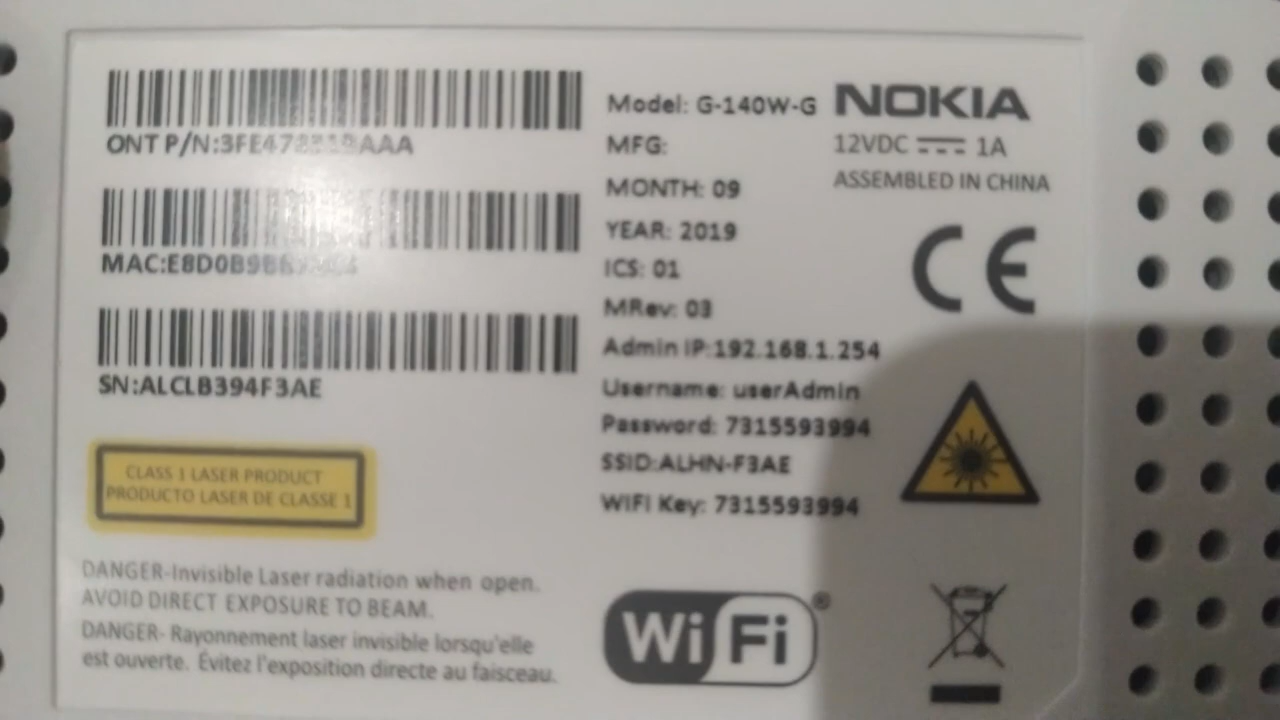 ONT P/N:
MAC:
SN:ALCLB394F3AE
CLASS 1 LASER PRODUCT
PRODUCTO LASER DE CLASSE 1
DANGER-Invisible Laser radiation when open.
AVOID DIRECT EXPOSURE TO BEAM.
DANGER- Rayonnement laser invisible lorsqu'elle
est ouverte. Évitez l'exposition directe au faisceau.
Model: G-140W-G
MFG:
MONTH: 09
YEAR: 2019
ICS: 01
MRev: 03
Admin IP:192.168.1.254
Username: userAdmin
Password: 7315593994
SSID:ALHN-F3AE
WIFI Key: 7315593994
WiFi®
NOKIA
12VDC 1A
ASSEMBLED IN CHINA
CE